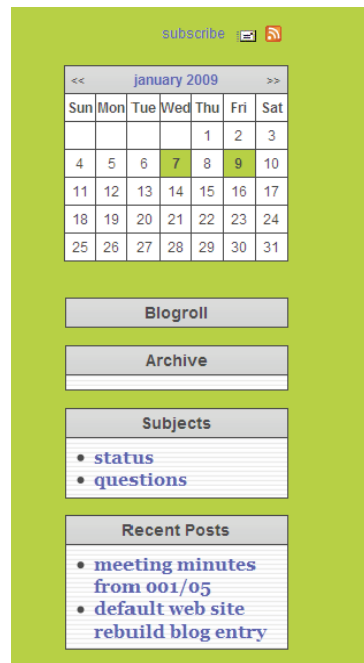 subscribe
<< january 2009 >>
Sun Mon Tue Wed Thu Fri Sat
1 2 3
4 5 6 7 8 9 10
11 12 13 14 15 16 17
18 19 20 21 22 23 24
25 26 27 28 29 30 31
Blogroll
Archive
Subjects
• status
• questions
Recent Posts
• meeting minutes
from 001/05
• default web site
rebuild blog entry